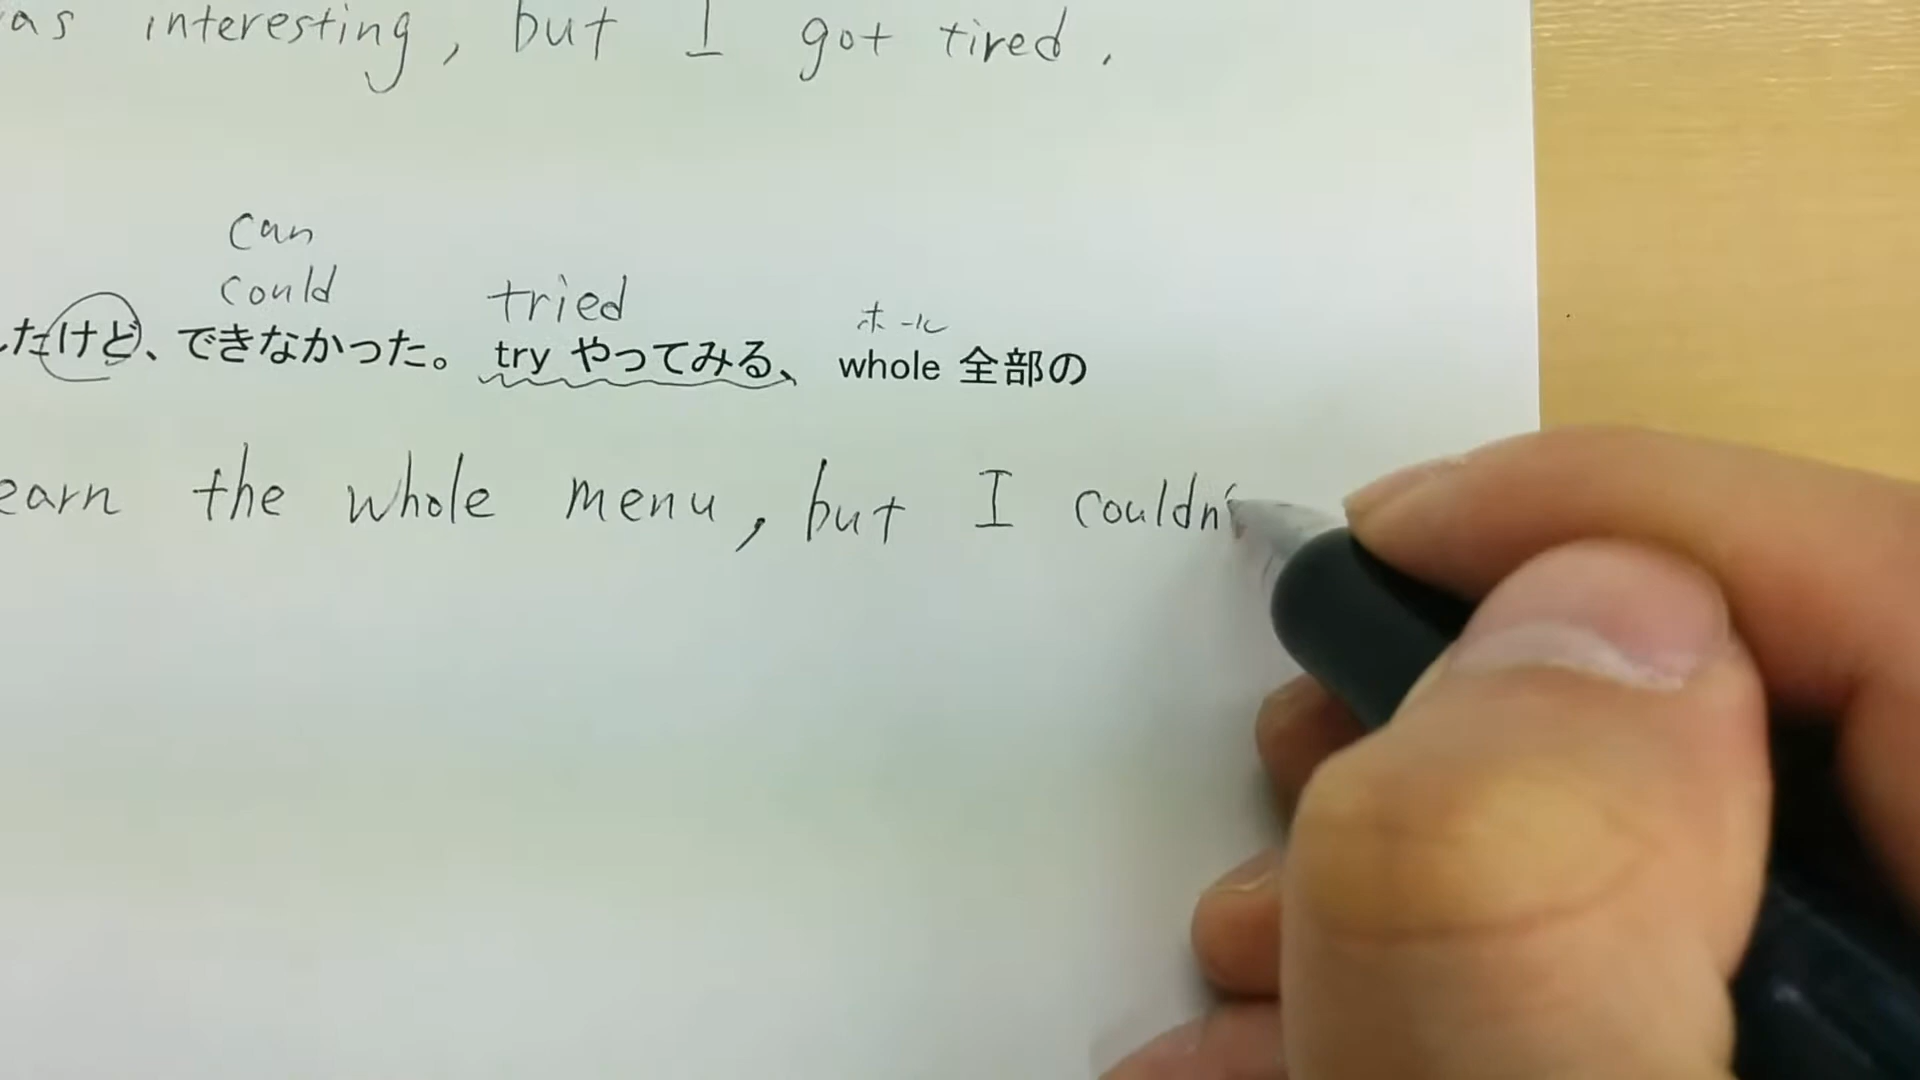 as interesting, but I got tired.
can
could
tried
ホール
たけど、できなかった。 try やってみる、 whole 全部の
earn the whole menu, but I couldn'